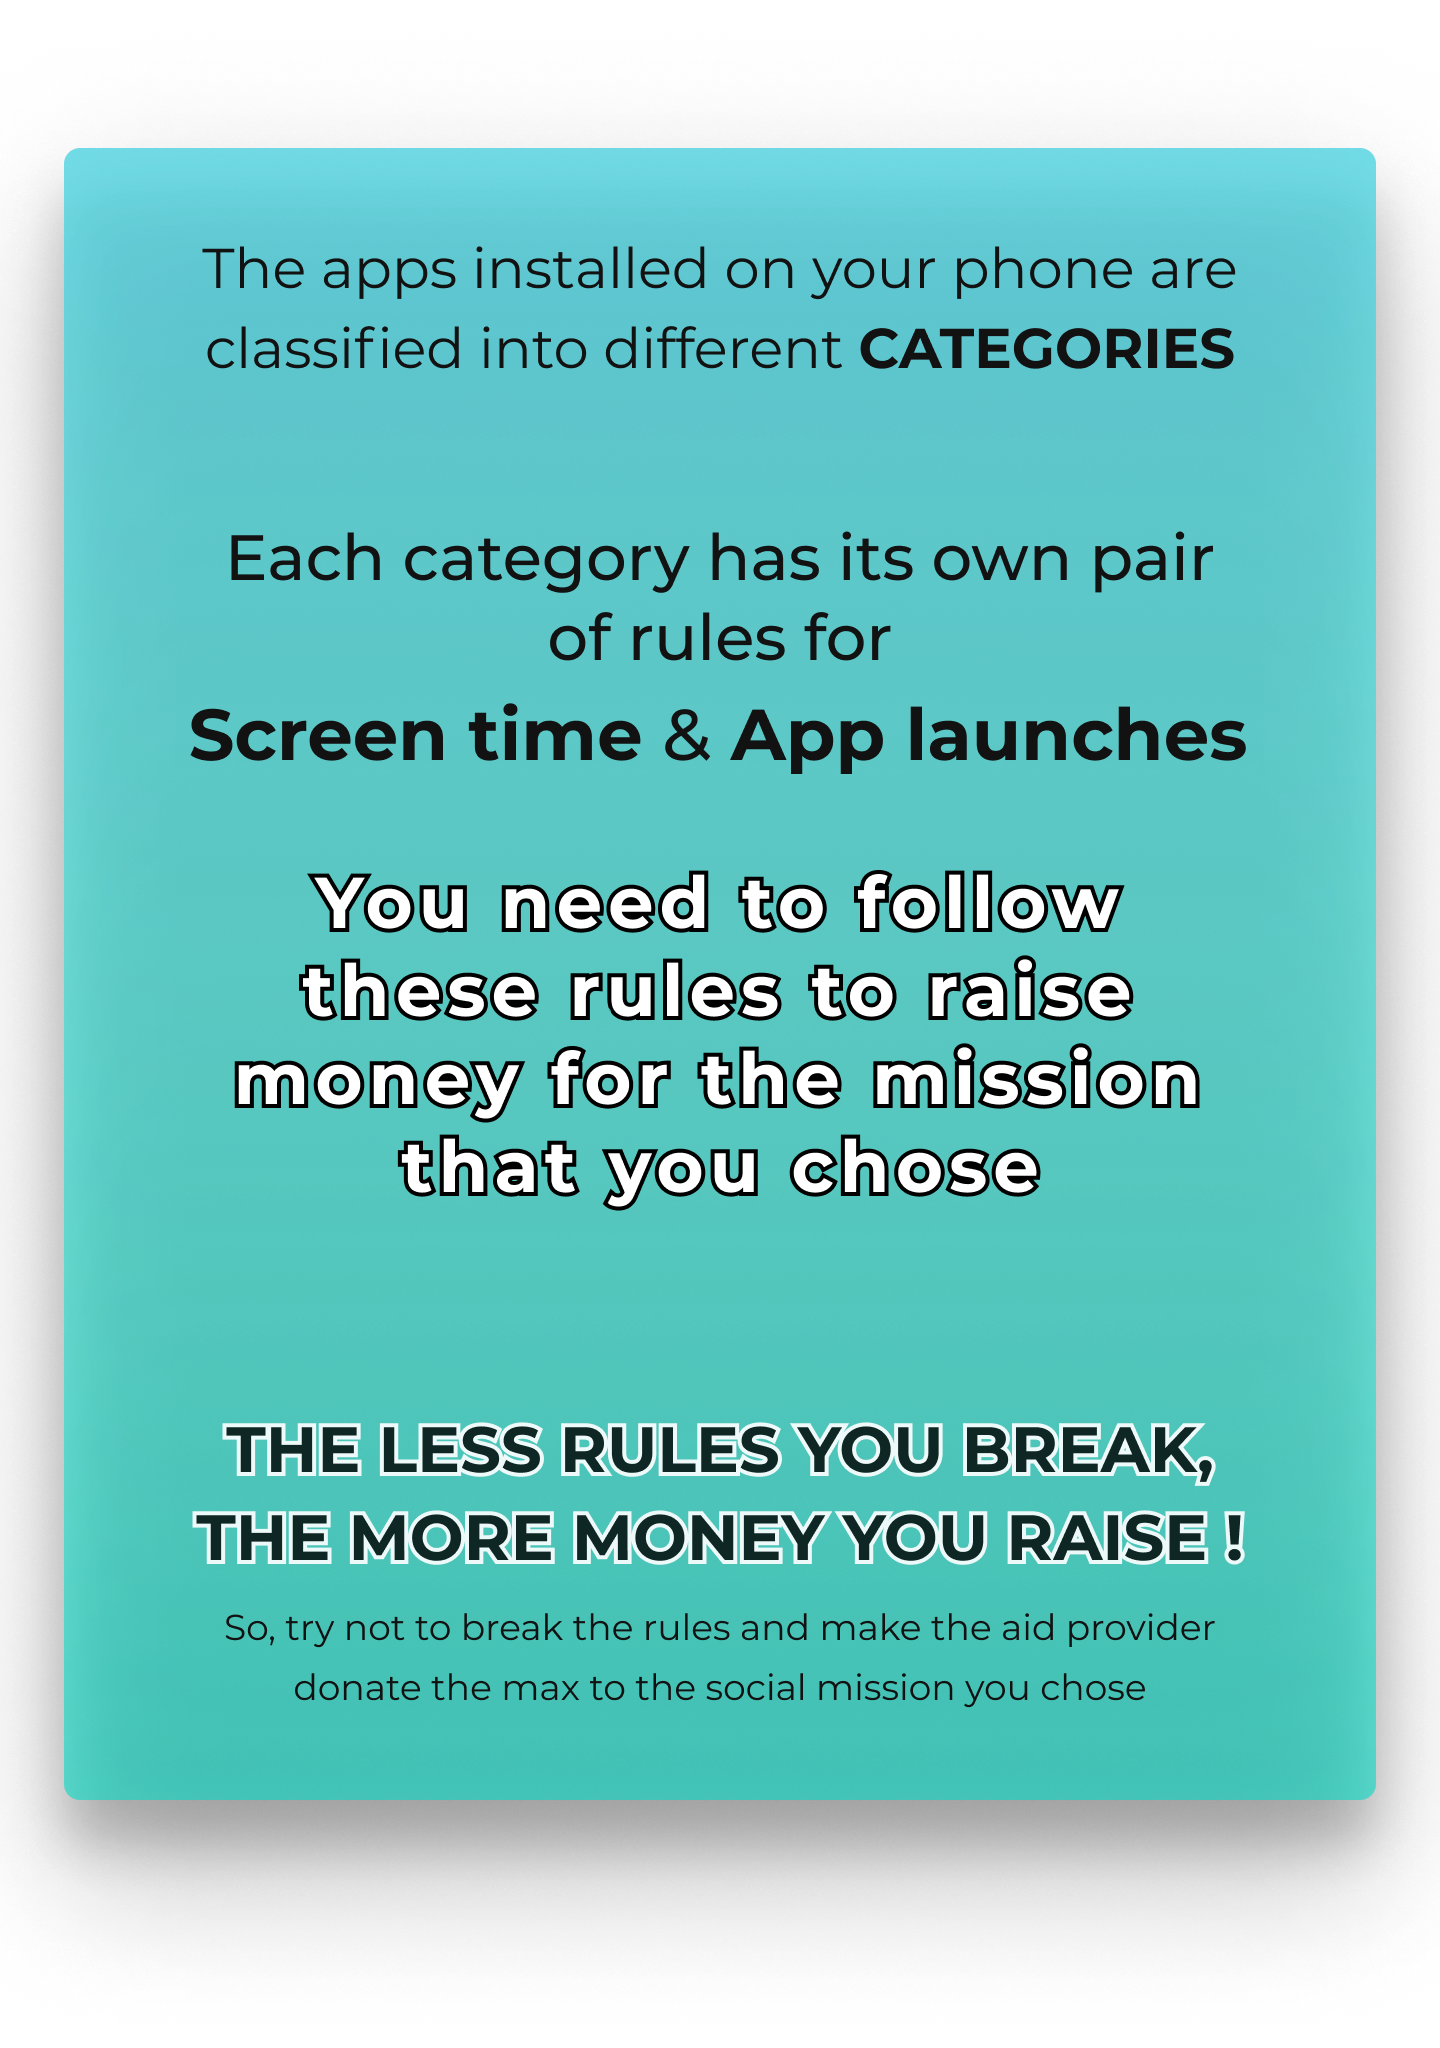 The apps installed on your phone are
classified into different CATEGORIES
Each category has its own pair
of rules for
Screen time & App launches
You need to follow
these rules to raise
money for the mission
that you chose
THE LESS RULES YOU BREAK,
THE MORE MONEY YOU RAISE !
So, try not to break the rules and make the aid provider
donate the max to the social mission you chose